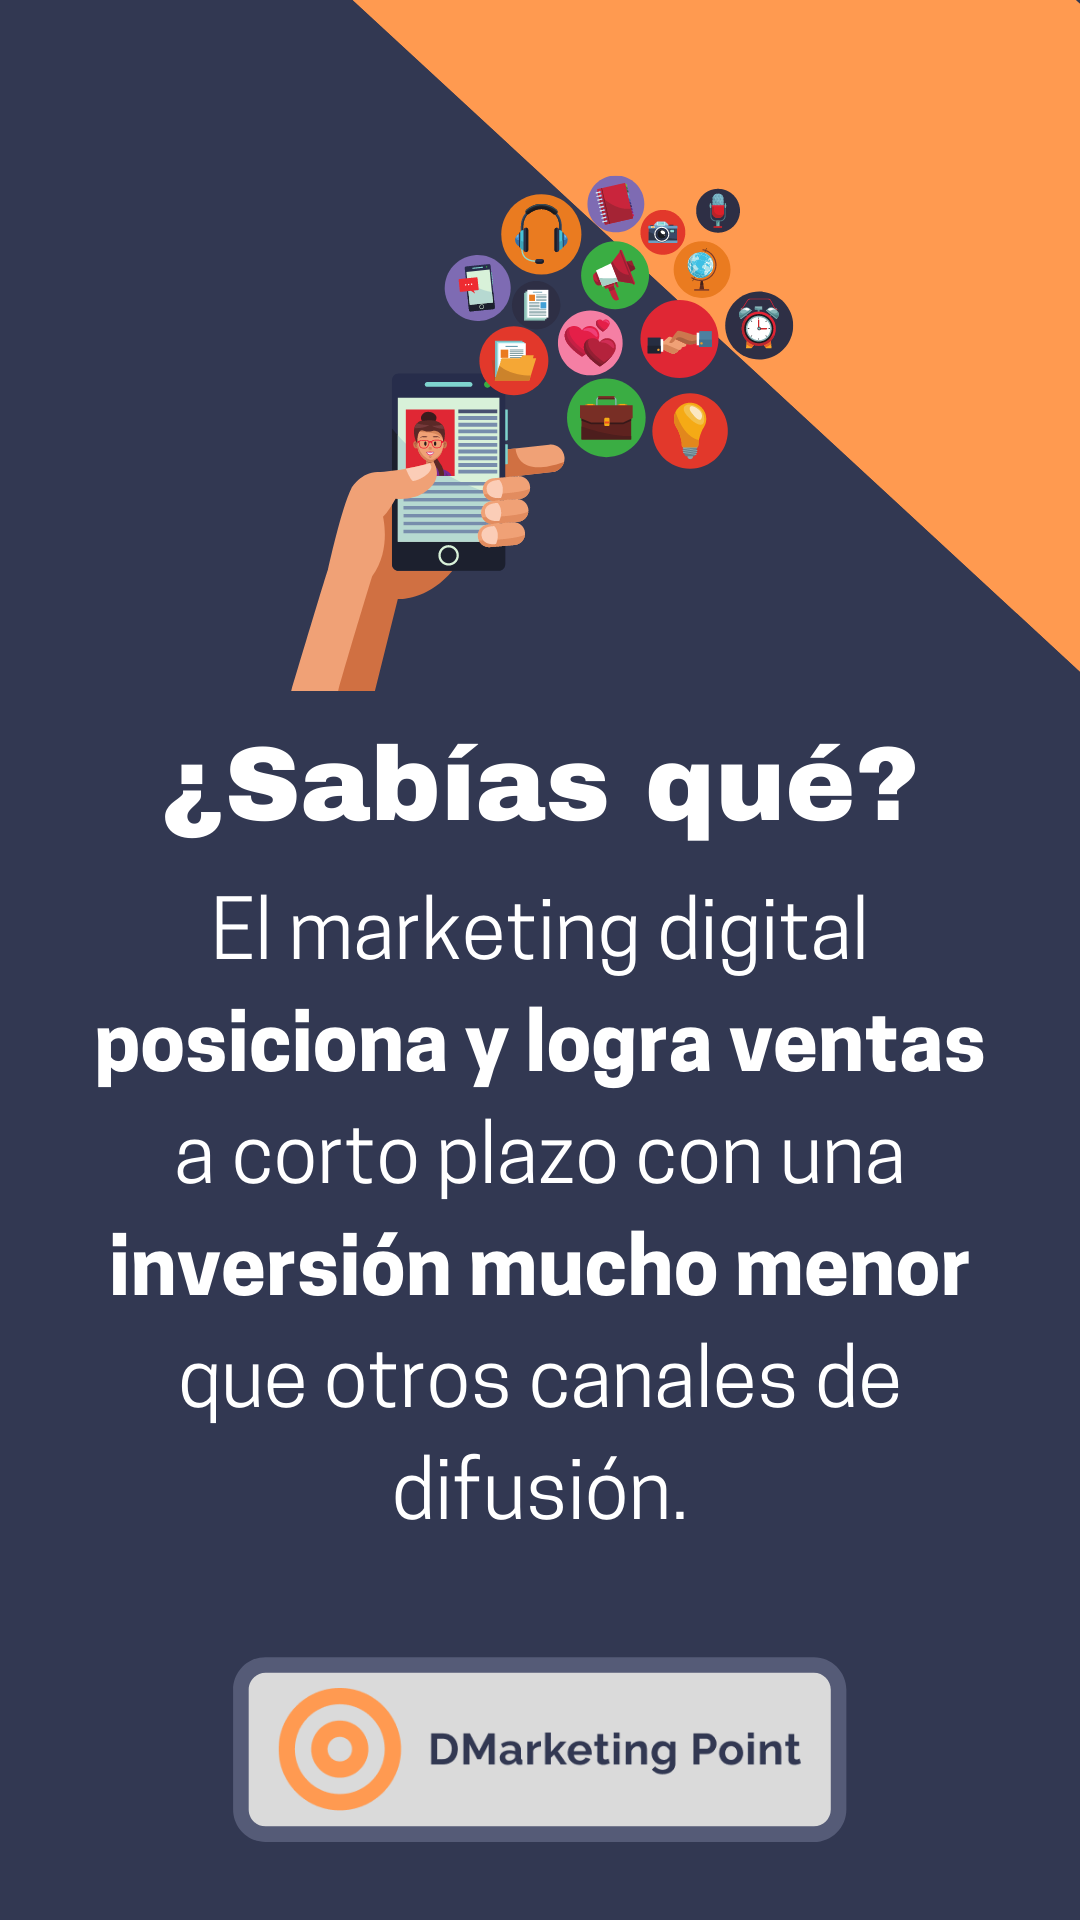 ¿Sabías qué?
El marketing digital
posiciona y logra ventas
a corto plazo con una
inversión mucho menor
que otros canales de
difusión.
DMarketing Point